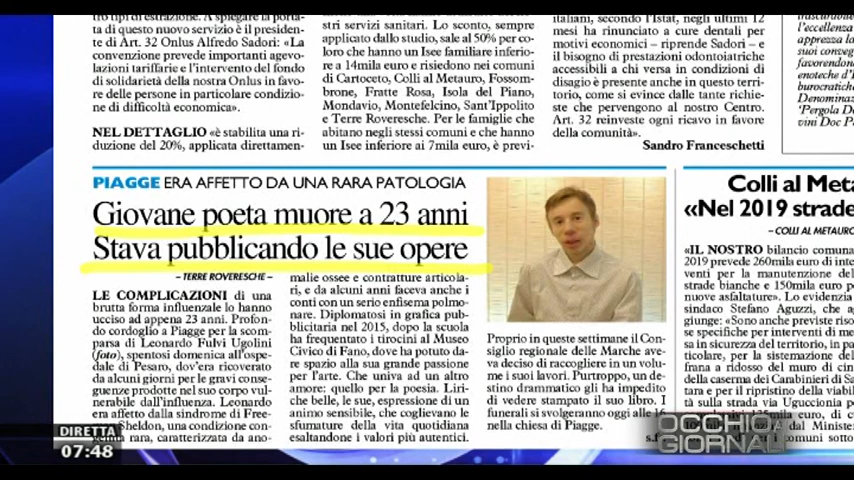 tro tipi di estrazione. A spiegare la porta-
ta di questo nuovo servizio è il presiden-
te di Art. 32 Onlus Alfredo Sadori: «La
convenzione prevede importanti agevo-
lazioni tariffarie e l'intervento del fondo
di solidarietà della nostra Onlus in favo-
re delle persone in particolare condizio-
ne di difficoltà economica».
NEL DETTAGLIO «è stabilita una ri-
duzione del 20%, applicata direttamen-
stri servizi sanitari. Lo sconto, sempre
applicato dallo studio, sale al 50% per co-
loro che hanno un Isee familiare inferio-
re a 14mila euro e risiedono nei comuni
di Cartoceto, Colli al Metauro, Fossom-
brone, Fratte Rosa, Isola del Piano,
Mondavio, Montefelcino, Sant'Ippolito
e Terre Roveresche. Per le famiglie che
abitano negli stessi comuni e che hanno
un Isee inferiore ai 7mila euro, è previ-
italiani, secondo l'Istat, negli ultimi 12
mesi ha rinunciato a cure dentali per
motivi economici – riprende Sadori – e
il bisogno di prestazioni odontoiatriche
accessibili a chi versa in condizioni di
disagio è presente anche in questo terri-
torio, come si evince dalle tante richie-
ste che pervengono al nostro Centro.
Art. 32 reinveste ogni ricavo in favore
della comunità».
Sandro Franceschetti
l'eccellenza
apprezza la
suoi conveg
favorendon
enoteche d'I
burocratich
Denominaz
'Pergola Do
vini Doc Pa
PIAGGE ERA AFFETTO DA UNA RARA PATOLOGIA
Giovane poeta muore a 23 anni
Stava pubblicando le sue opere
– TERRE ROVERESCHE –
LE COMPLICAZIONI di una
brutta forma influenzale lo hanno
ucciso ad appena 23 anni. Profon-
do cordoglio a Piagge per la scom-
parsa di Leonardo Fulvi Ugolini
(foto), spentosi domenica all'ospe-
dale di Pesaro, dov'era ricoverato
da alcuni giorni per le gravi conse-
guenze prodotte nel suo corpo vul-
nerabile dall'influenza. Leonardo
era affetto dalla sindrome di Free-
Sheldon, una condizione con-
rara, caratterizzata da ano-
malie ossee e contratture articola-
ri, e da alcuni anni faceva anche i
conti con un serio enfisema polmo-
nare. Diplomatosi in grafica pub-
blicitaria nel 2015, dopo la scuola
ha frequentato i tirocini al Museo
Civico di Fano, dove ha potuto da-
re spazio alla sua grande passione
per l'arte. Che univa ad un altro
amore: quello per la poesia. Liri-
che belle, le sue, espressione di un
animo sensibile, che coglievano le
sfumature della vita quotidiana
esaltandone i valori più autentici.
Proprio in queste settimane il Con-
siglio regionale delle Marche ave-
va deciso di raccogliere in un volu-
me i suoi lavori. Purtroppo, un de-
stino drammatico gli ha impedito
di vedere stampato il suo libro. I
funerali si svolgeranno oggi alle 16
nella chiesa di Piagge.
s.f
Colli al Meta
«Nel 2019 strade
– COLLI AL METAURO
«IL NOSTRO bilancio comuna
2019 prevede 260mila euro di inter
venti per la manutenzione del
strade bianche e 150mila euro pe
nuove asfaltature». Lo evidenzia
sindaco Stefano Aguzzi, che ag
giunge: «Sono anche previste risor
se specifiche per interventi di mes
sa in sicurezza del territorio, in par
ticolare, per la sistemazione del
frana a ridosso del muro di cin
della caserma dei Carabinieri di Sal
tara e per il ripristino della viabil
tà sulla strada via Uguccioni
DIRETTA
07:48
OCCHIO AI
GIORNALI